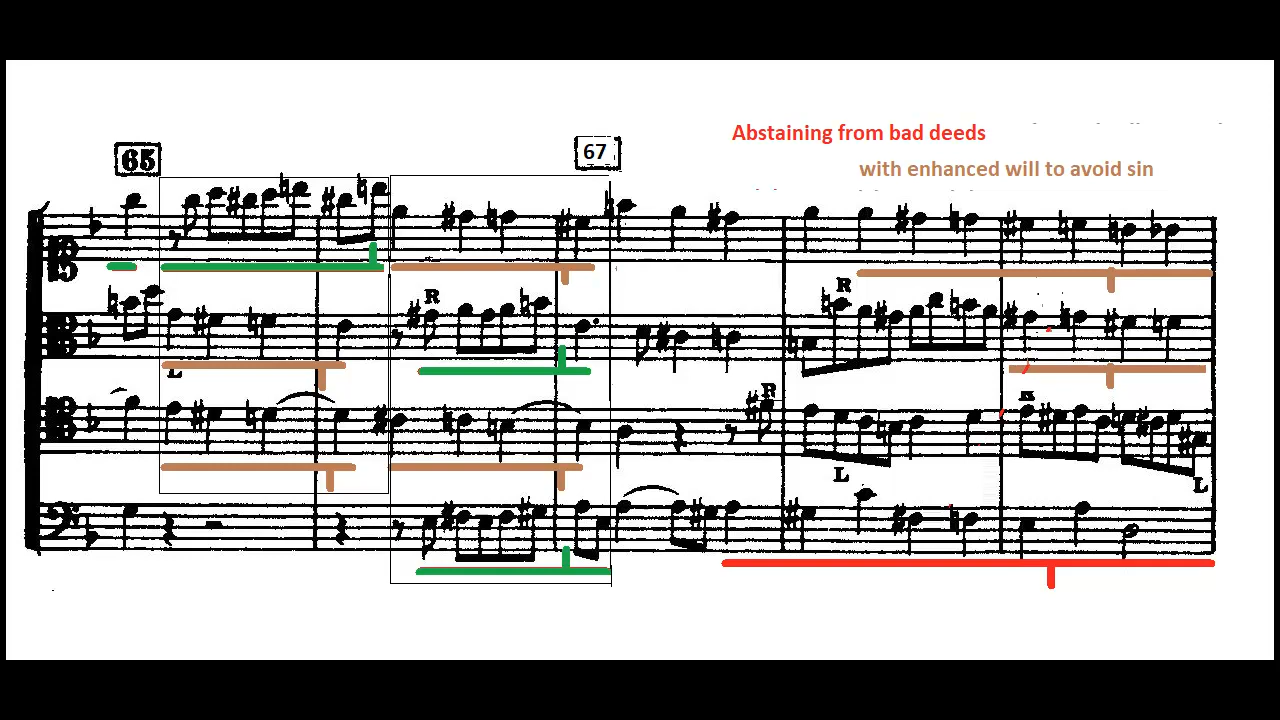 Abstaining from bad deeds
with enhanced will to avoid sin
65
67
R
R
L
R
L
L